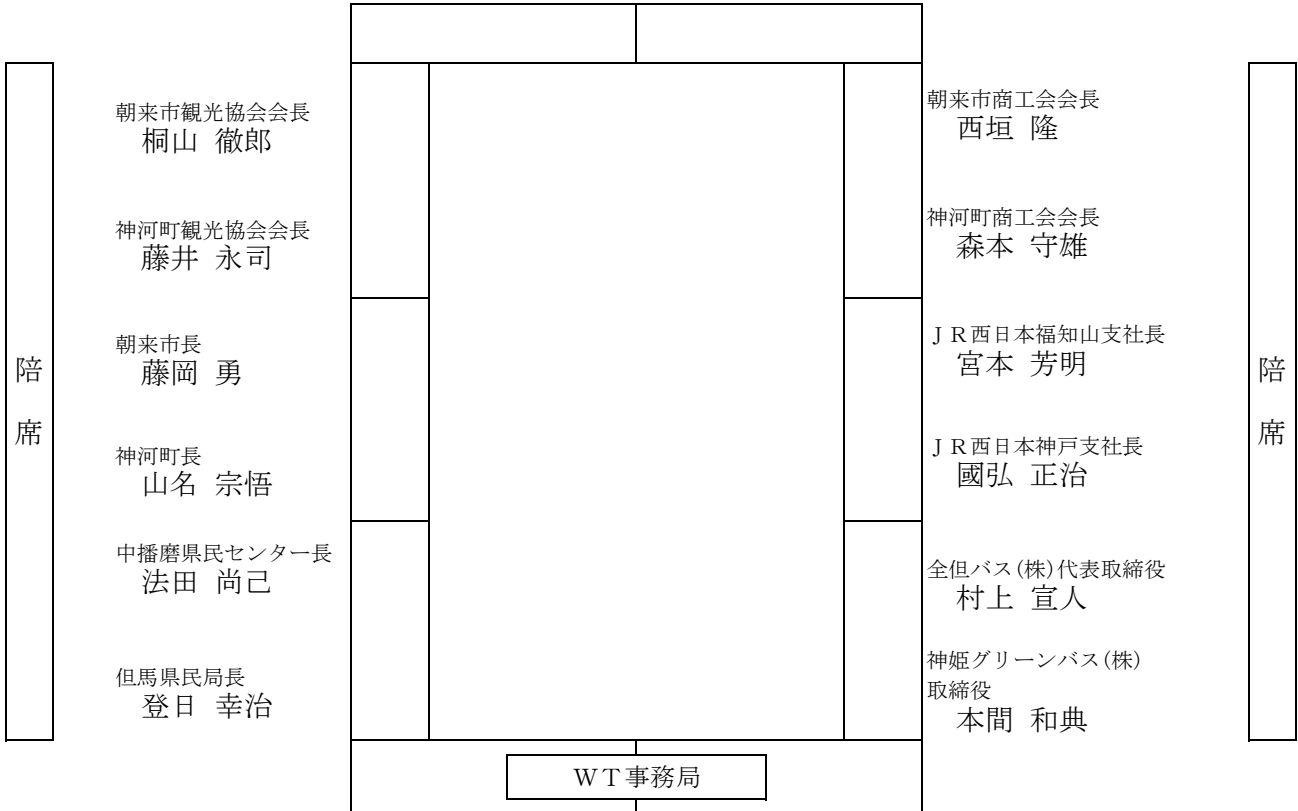 陪席
朝来市観光協会会長
桐山 徹郎
神河町観光協会会長
藤井 永司
朝来市長
藤岡 勇
神河町長
山名 宗悟
中播磨県民センター長
法田 尚己
但馬県民局長
登日 幸治
朝来市商工会会長
西垣 隆
神河町商工会会長
森本 守雄
ＪＲ西日本福知山支社長
宮本 芳明
ＪＲ西日本神戸支社長
國弘 正治
全但バス(株)代表取締役
村上 宣人
神姫グリーンバス(株)
取締役
本間 和典
陪席
ＷＴ事務局